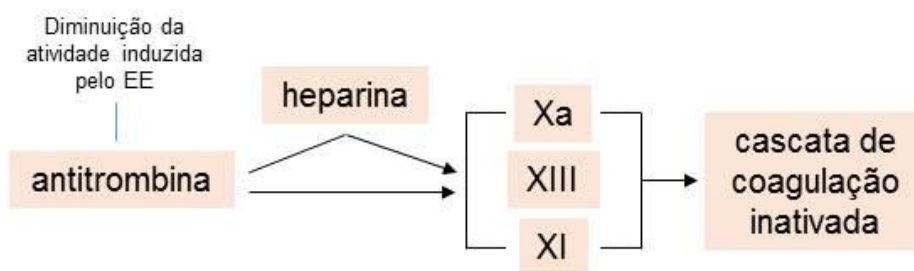 Diminuição da
atividade induzida
pelo EE
heparina
antitrombina
Xa
XIII
XI
cascata de
coagulação
inativada